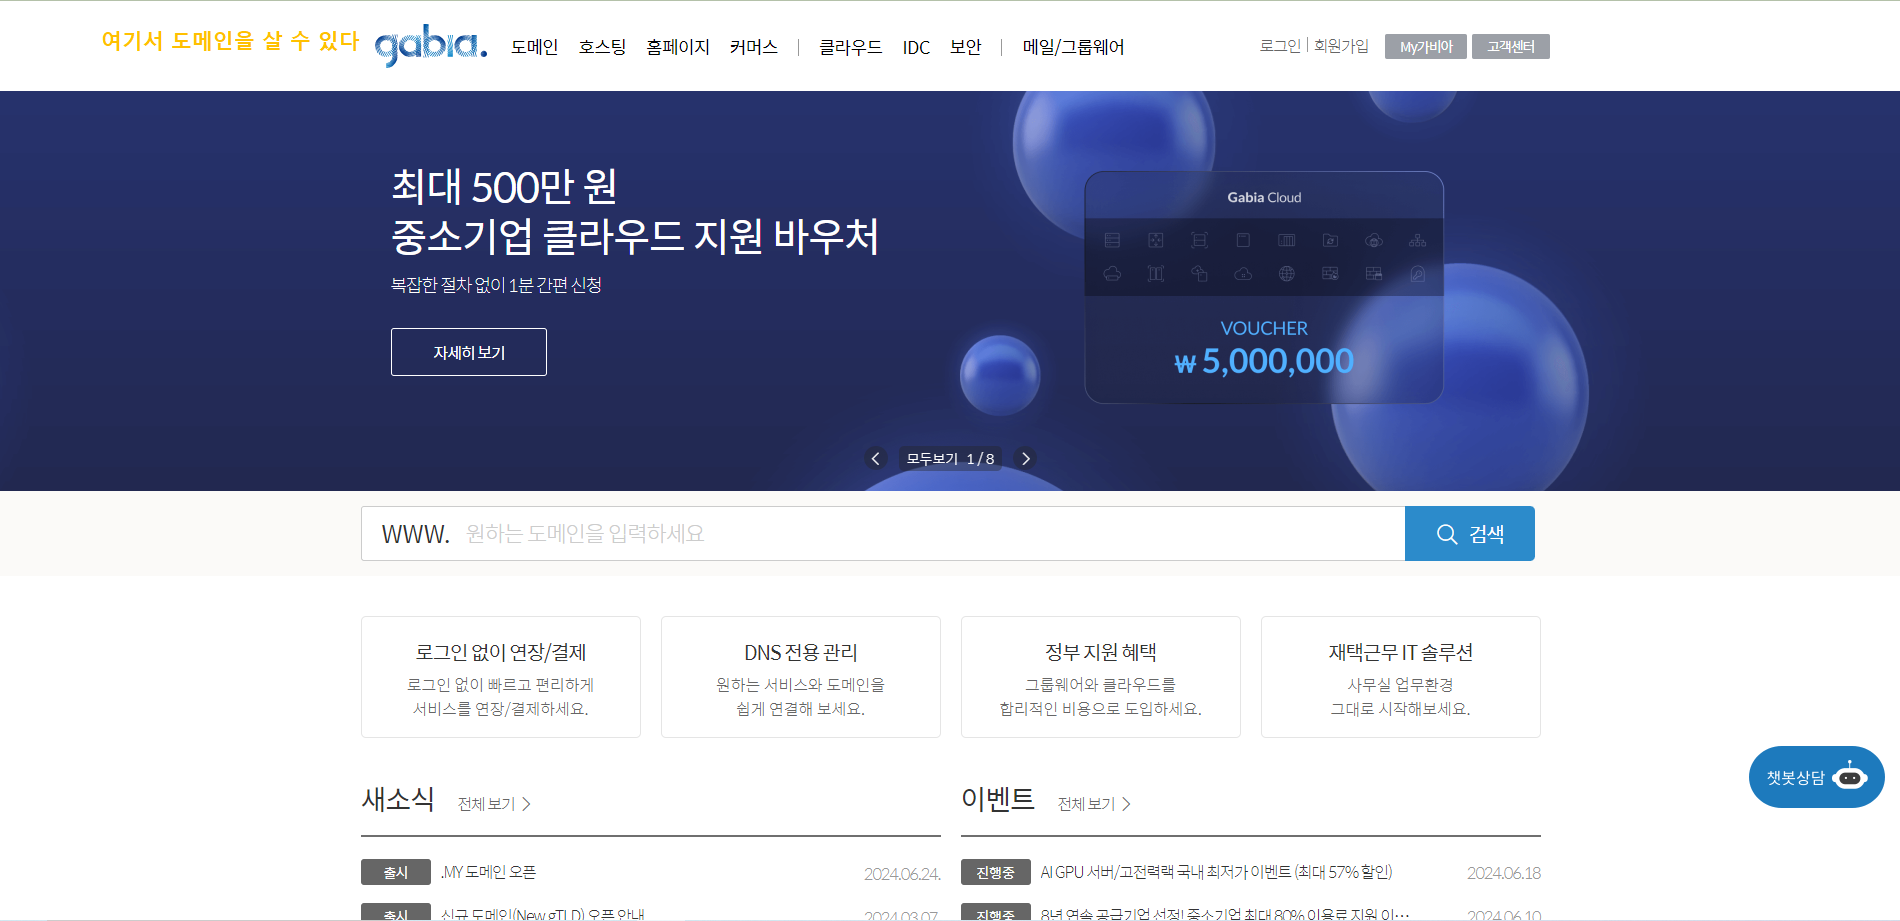 여기서 도메인을 살 수 있다
gabia.
도메인 호스팅 홈페이지 커머스 | 클라우드 IDC 보안 | 메일/그룹웨어
로그인 | 회원가입 My가비아 고객센터
최대 500만 원
중소기업 클라우드 지원 바우처
복잡한 절차 없이 1분 간편 신청
자세히 보기
Gabia Cloud
VOUCHER
₩ 5,000,000
모두보기 1 / 8
WWW. 원하는 도메인을 입력하세요 검색
로그인 없이 연장/결제
로그인 없이 빠르고 편리하게
서비스를 연장/결제하세요.
DNS 전용 관리
원하는 서비스와 도메인을
쉽게 연결해 보세요.
정부 지원 혜택
그룹웨어와 클라우드를
합리적인 비용으로 도입하세요.
재택근무 IT 솔루션
사무실 업무환경
그대로 시작해보세요.
챗봇상담
새소식 전체 보기
출시 .MY 도메인 오픈 2024.06.24.
출시 신규 도메인(New gTLD) 오픈 안내 2024.03.07.
이벤트 전체 보기
진행중 AI GPU 서버/고전력랙 국내 최저가 이벤트 (최대 57% 할인) 2024.06.18
진행중 8년 연속 공급기업 선정! 중소기업 최대 80% 이용료 지원 이… 2024.06.10